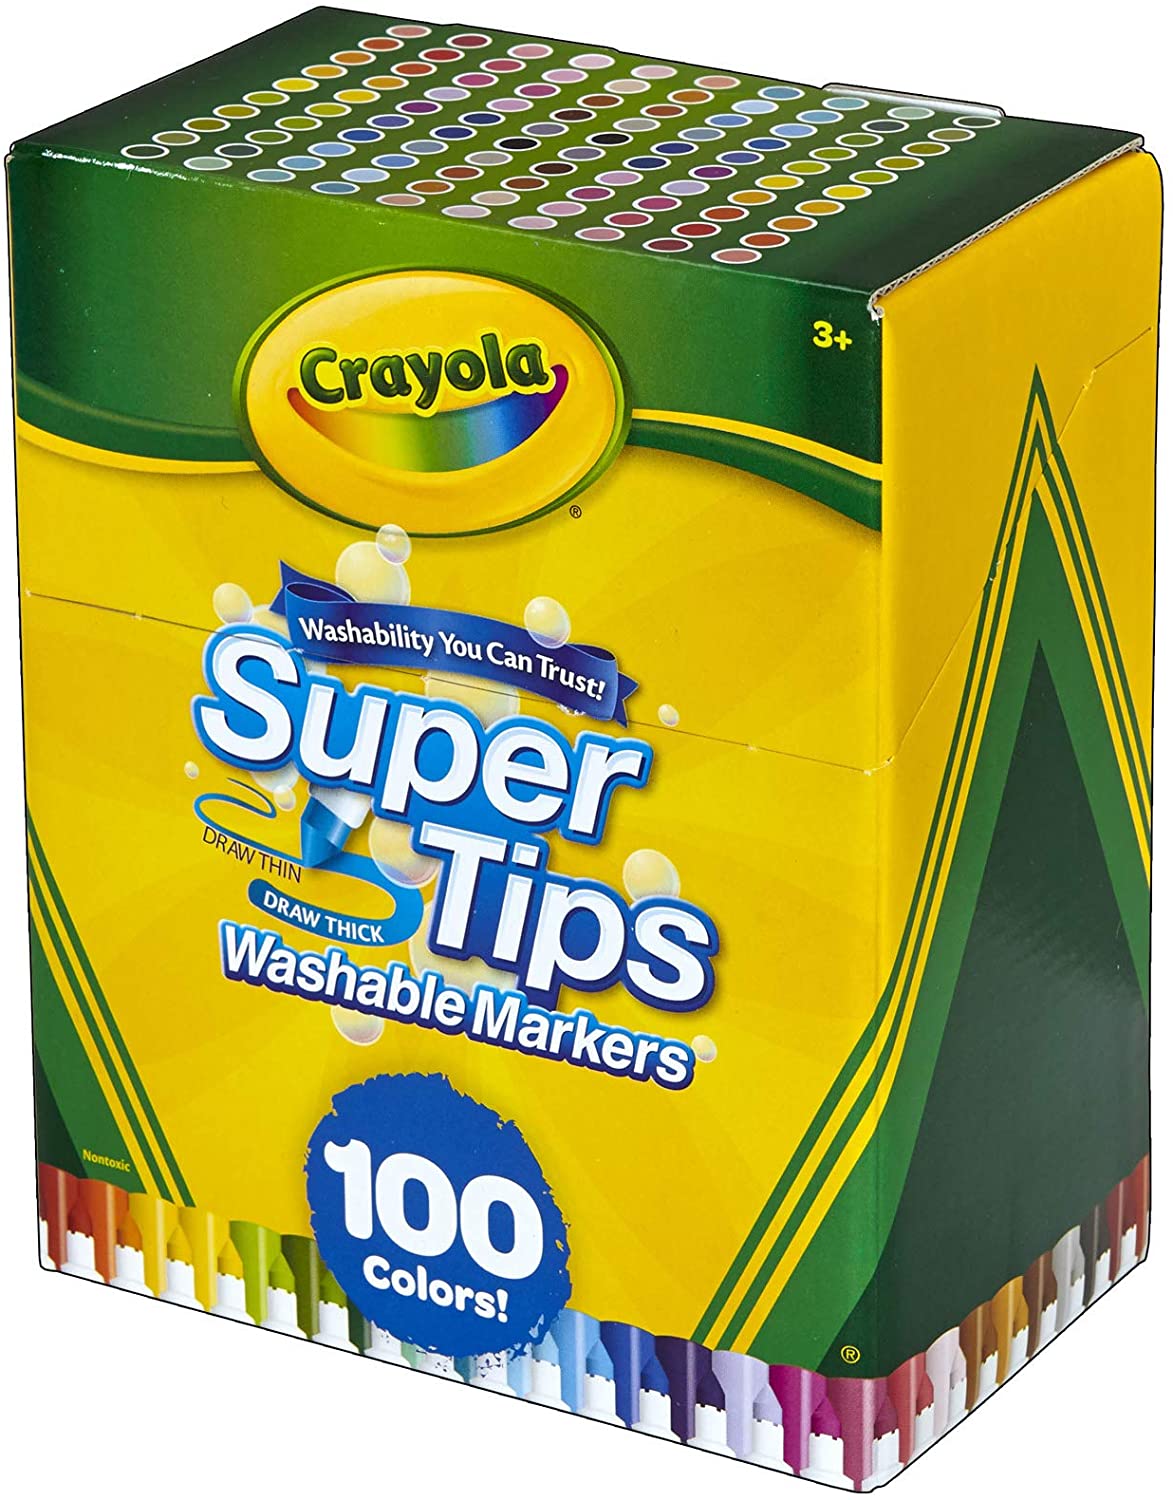 3+
Crayola
®
Washability You Can Trust!
Super
Tips
DRAW THIN
DRAW THICK
Washable Markers
100
Colors!
Nontoxic
®